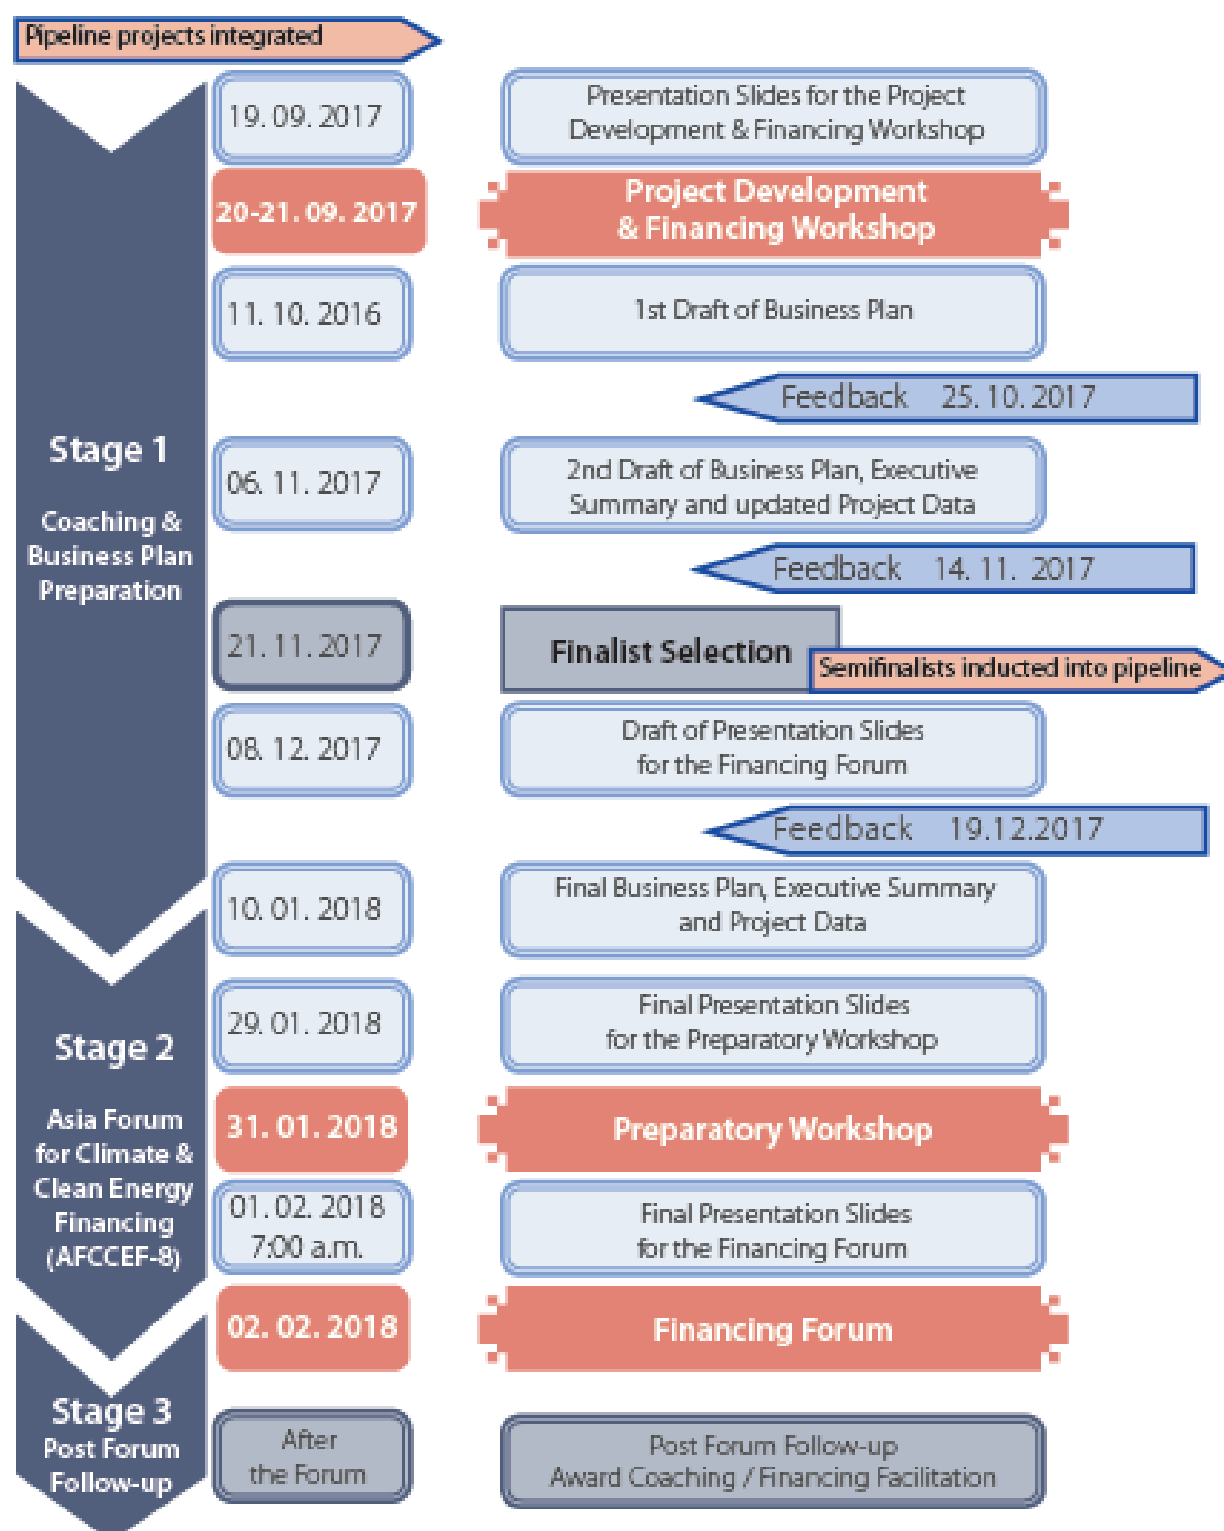 Pipeline projects integrated
19. 09. 2017
Presentation Slides for the Project
Development & Financing Workshop
20-21. 09. 2017
Project Development
& Financing Workshop
11. 10. 2016
1st Draft of Business Plan
Feedback 25. 10. 2017
Stage 1
Coaching &
Business Plan
Preparation
06. 11. 2017
2nd Draft of Business Plan, Executive
Summary and updated Project Data
Feedback 14. 11. 2017
21. 11. 2017
Finalist Selection
Semifinalists inducted into pipeline
08. 12. 2017
Draft of Presentation Slides
for the Financing Forum
Feedback 19.12.2017
10. 01. 2018
Final Business Plan, Executive Summary
and Project Data
Stage 2
Asia Forum
for Climate &
Clean Energy
Financing
(AFCCEF-8)
29. 01. 2018
Final Presentation Slides
for the Preparatory Workshop
31. 01. 2018
Preparatory Workshop
01. 02. 2018
7:00 a.m.
Final Presentation Slides
for the Financing Forum
02. 02. 2018
Financing Forum
Stage 3
Post Forum
Follow-up
After
the Forum
Post Forum Follow-up
Award Coaching / Financing Facilitation